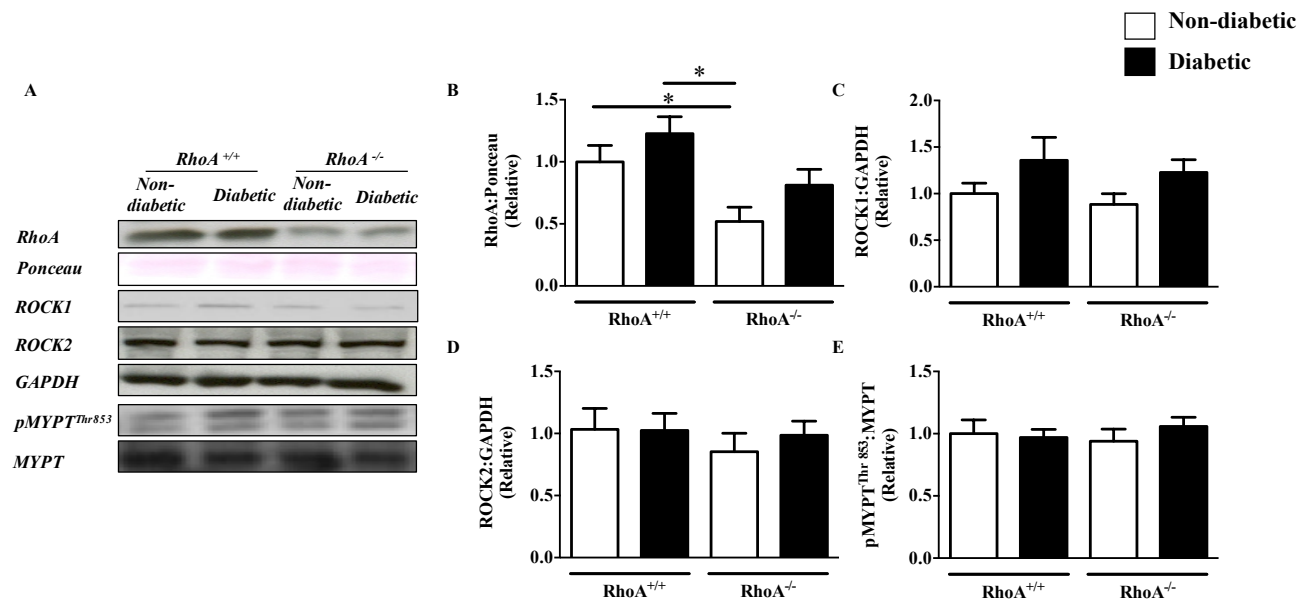 Non-diabetic
Diabetic
A
RhoA +/+
RhoA -/-
Non-
diabetic
Diabetic
Non-
diabetic
Diabetic
RhoA
Ponceau
ROCK1
ROCK2
GAPDH
pMYPTThr853
MYPT
B
*
*
RhoA:Ponceau
(Relative)
1.5
1.0
0.5
0.0
RhoA+/+
RhoA-/-
C
ROCK1:GAPDH
(Relative)
2.0
1.5
1.0
0.5
0.0
RhoA+/+
RhoA-/-
D
ROCK2:GAPDH
(Relative)
1.5
1.0
0.5
0.0
RhoA+/+
RhoA-/-
E
pMYPTThr 853:MYPT
(Relative)
1.5
1.0
0.5
0.0
RhoA+/+
RhoA-/-